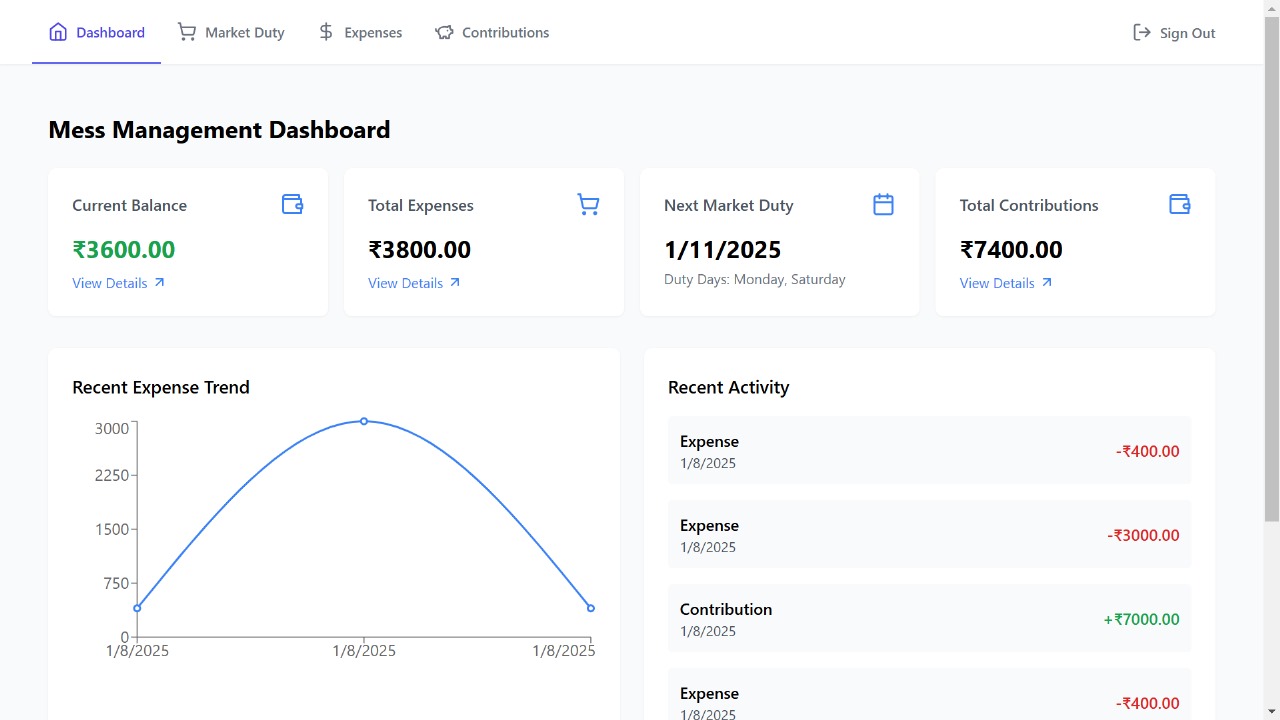 Dashboard Market Duty Expenses Contributions Sign Out
Mess Management Dashboard
Current Balance
₹3600.00
View Details
Total Expenses
₹3800.00
View Details
Next Market Duty
1/11/2025
Duty Days: Monday, Saturday
Total Contributions
₹7400.00
View Details
Recent Expense Trend
3000
2250
1500
750
0
1/8/2025 1/8/2025 1/8/2025
Recent Activity
Expense
1/8/2025
-₹400.00
Expense
1/8/2025
-₹3000.00
Contribution
1/8/2025
+₹7000.00
Expense
1/8/2025
-₹400.00